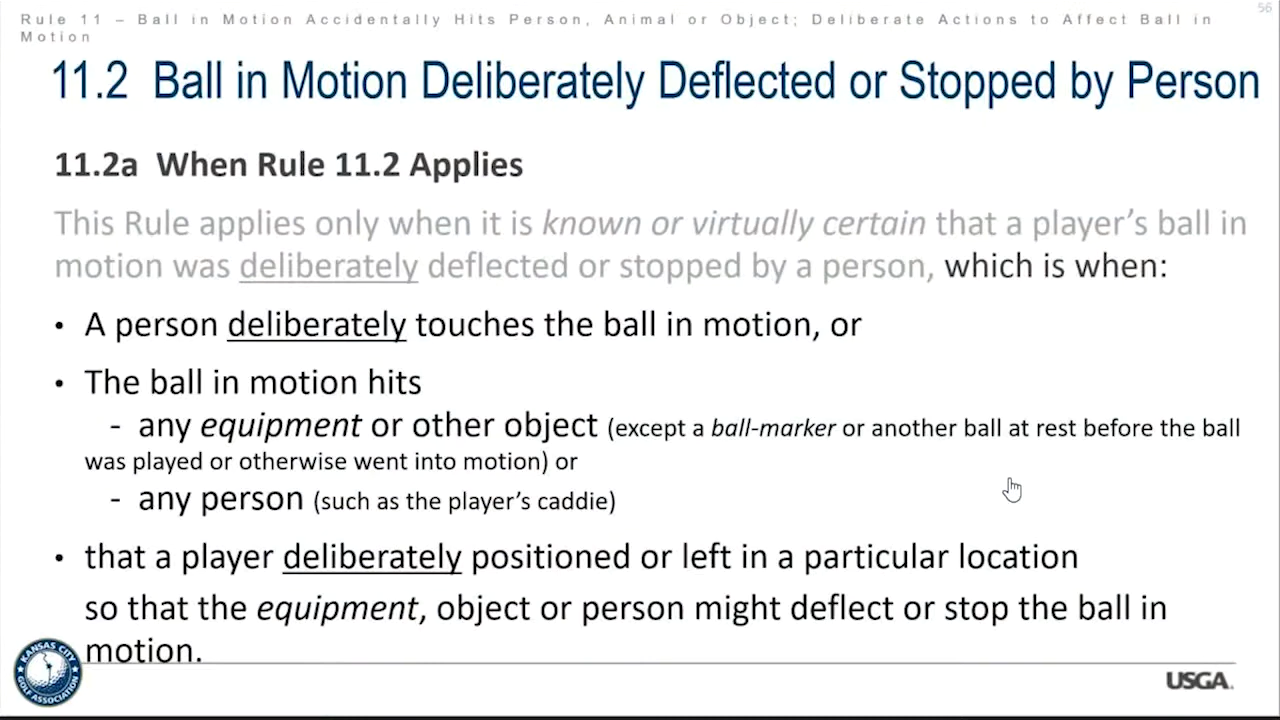 Rule 11 – Ball in Motion Accidentally Hits Person, Animal or Object; Deliberate Actions to Affect Ball in
Motion
56
11.2 Ball in Motion Deliberately Deflected or Stopped by Person
11.2a When Rule 11.2 Applies
This Rule applies only when it is known or virtually certain that a player’s ball in
motion was deliberately deflected or stopped by a person, which is when:
• A person deliberately touches the ball in motion, or
• The ball in motion hits
- any equipment or other object (except a ball-marker or another ball at rest before the ball
was played or otherwise went into motion) or
- any person (such as the player’s caddie)
• that a player deliberately positioned or left in a particular location
so that the equipment, object or person might deflect or stop the ball in
motion.
KANSAS CITY
GOLF ASSOCIATION
USGA.